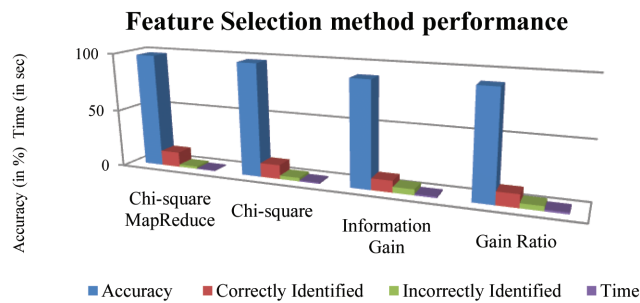 Feature Selection method performance
Accuracy (in %) Time (in sec)
100
50
0
Chi-square
MapReduce
Chi-square
Information
Gain
Gain Ratio
Accuracy
Correctly Identified
Incorrectly Identified
Time